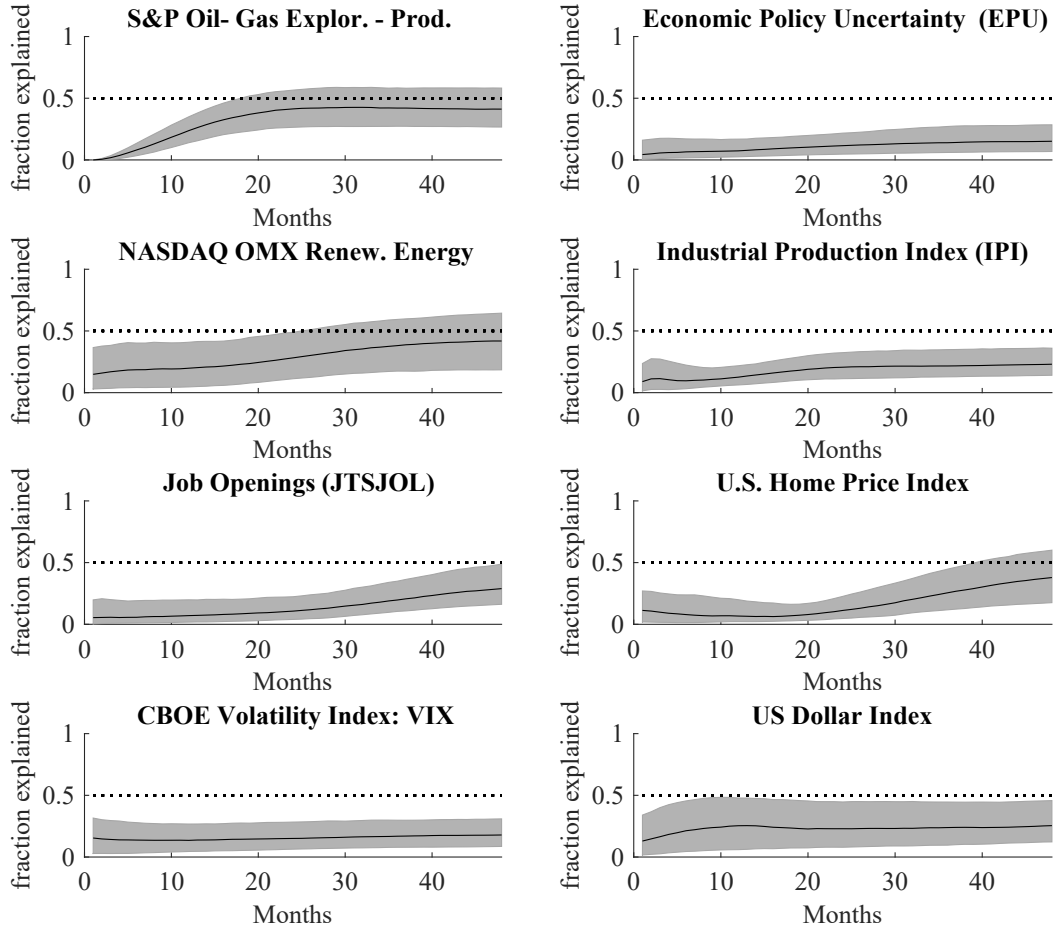 S&P Oil- Gas Explor. - Prod.
fraction explained
1
0.5
0
0 10 20 30 40
Months
Economic Policy Uncertainty (EPU)
fraction explained
1
0.5
0
0 10 20 30 40
Months
NASDAQ OMX Renew. Energy
fraction explained
1
0.5
0
0 10 20 30 40
Months
Industrial Production Index (IPI)
fraction explained
1
0.5
0
0 10 20 30 40
Months
Job Openings (JTSJOL)
fraction explained
1
0.5
0
0 10 20 30 40
Months
U.S. Home Price Index
fraction explained
1
0.5
0
0 10 20 30 40
Months
CBOE Volatility Index: VIX
fraction explained
1
0.5
0
0 10 20 30 40
Months
US Dollar Index
fraction explained
1
0.5
0
0 10 20 30 40
Months